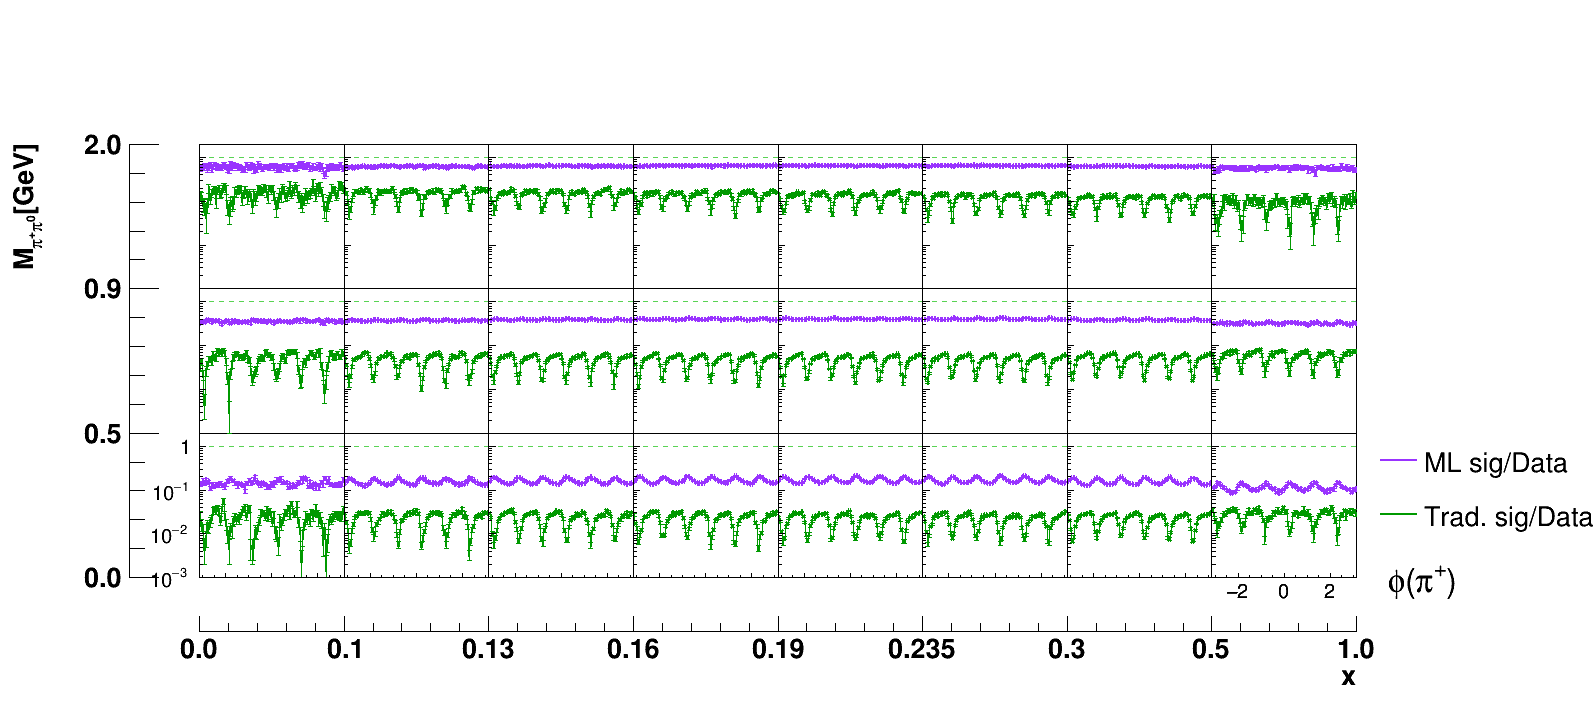 M π⁺π⁰ [GeV]
2.0
0.9
0.5
0.0
1
10⁻¹
10⁻²
10⁻³
ML sig/Data
Trad. sig/Data
−2 0 2
ϕ(π⁺)
0.0 0.1 0.13 0.16 0.19 0.235 0.3 0.5 1.0
x